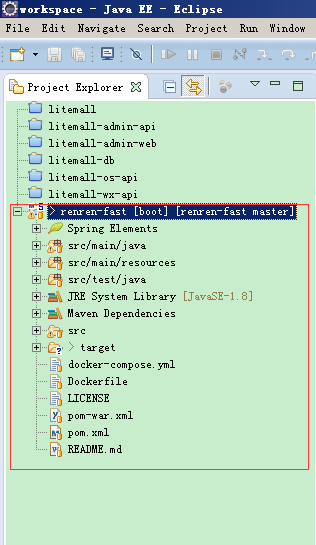 workspace - Java EE - Eclipse
File Edit Navigate Search Project Run Window
Project Explorer
litemall
litemall-admin-api
litemall-admin-web
litemall-db
litemall-os-api
litemall-wx-api
> renren-fast [boot] [renren-fast master]
Spring Elements
src/main/java
src/main/resources
src/test/java
JRE System Library [JavaSE-1.8]
Maven Dependencies
src
> target
docker-compose.yml
Dockerfile
LICENSE
pom-war.xml
pom.xml
README.md